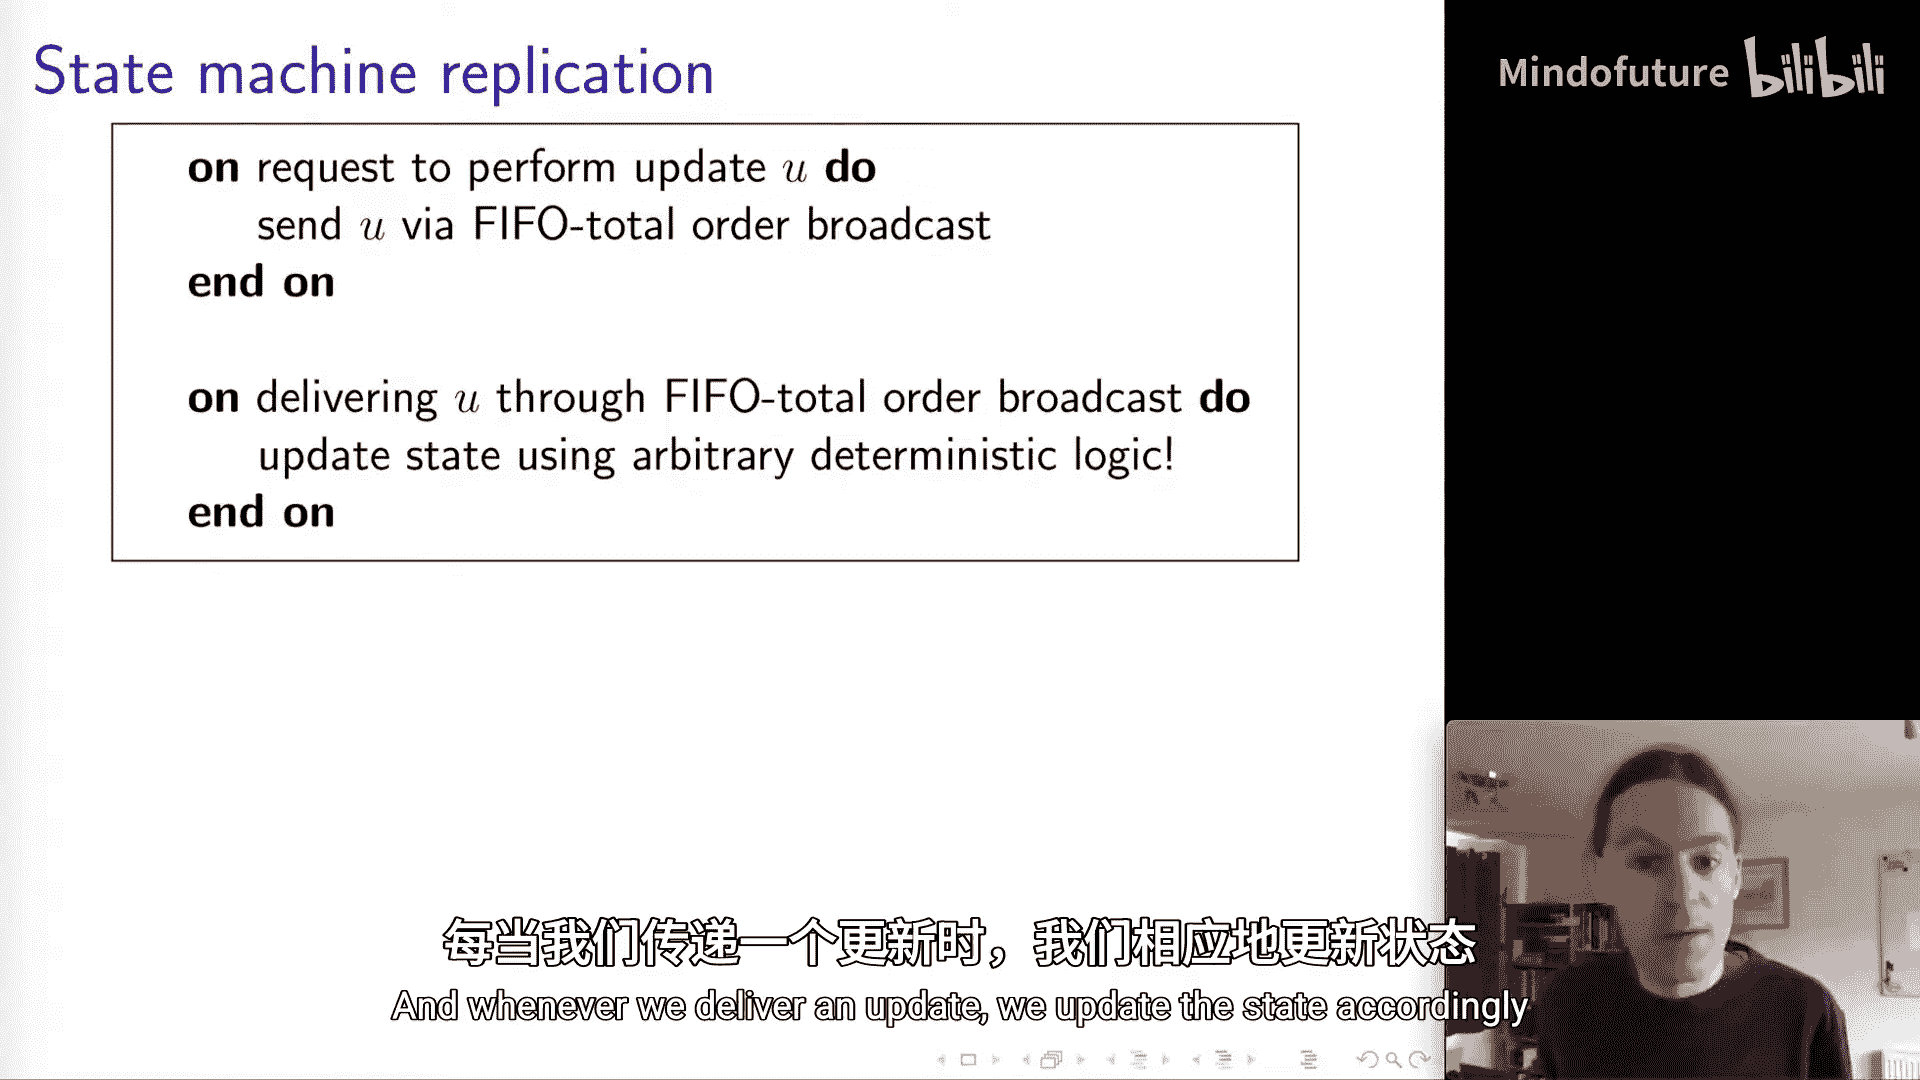 State machine replication
Mindofuture bilibili
on request to perform update u do
send u via FIFO-total order broadcast
end on
on delivering u through FIFO-total order broadcast do
update state using arbitrary deterministic logic!
end on
每当我们传递一个更新时，我们相应地更新状态
And whenever we deliver an update, we update the state accordingly